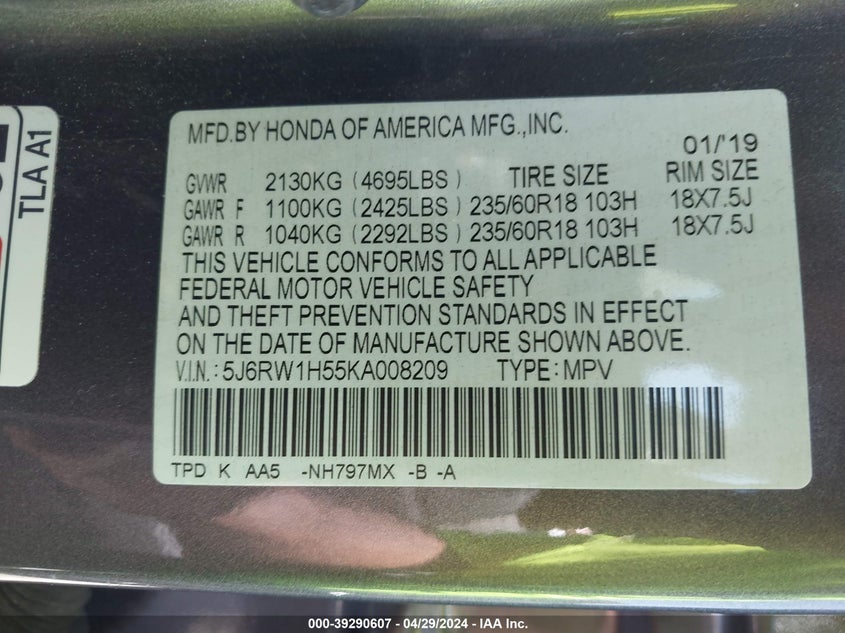 TLA A1
MFD.BY HONDA OF AMERICA MFG.,INC.
01/'19
GVWR 2130KG (4695LBS) TIRE SIZE RIM SIZE
GAWR F 1100KG (2425LBS) 235/60R18 103H 18X7.5J
GAWR R 1040KG (2292LBS) 235/60R18 103H 18X7.5J
THIS VEHICLE CONFORMS TO ALL APPLICABLE
FEDERAL MOTOR VEHICLE SAFETY
AND THEFT PREVENTION STANDARDS IN EFFECT
ON THE DATE OF MANUFACTURE SHOWN ABOVE.
V.I.N.:5J6RW1H55KA008209 TYPE:MPV
TPD K AA5 -NH797MX -B -A
000-39290607 / 04/29/2024 - IAA Inc.